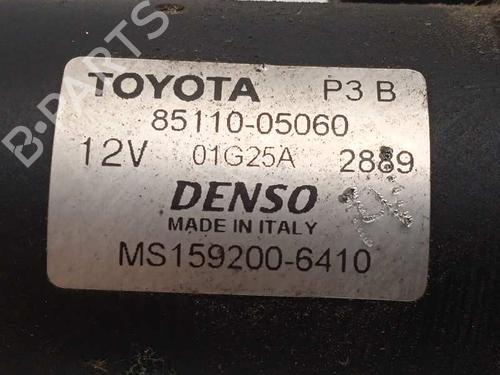 TOYOTA P3 B
85110-05060
12V 01G25A 2889
DENSO
MADE IN ITALY
MS159200-6410
B-PARTS